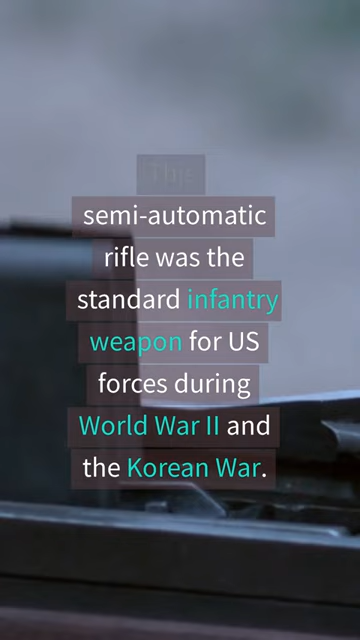 This
semi-automatic
rifle was the
standard infantry
weapon for US
forces during
World War II and
the Korean War.